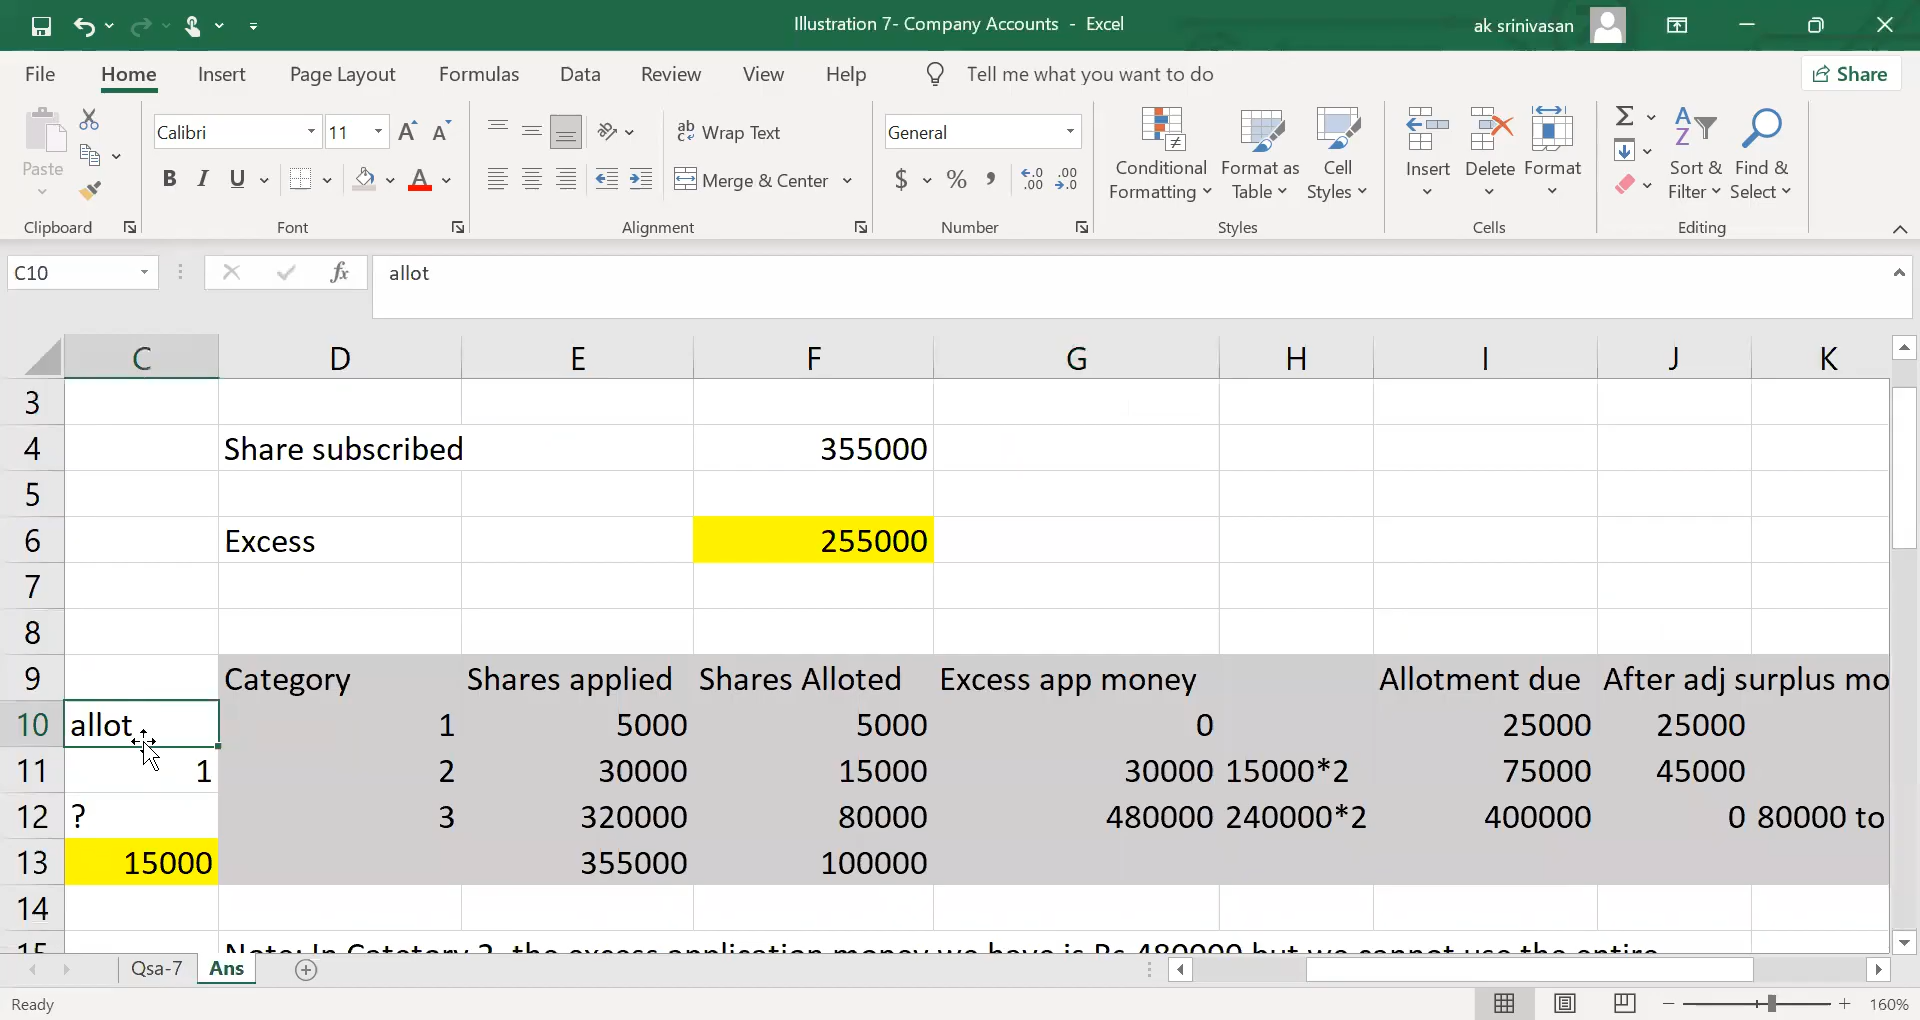 Illustration 7- Company Accounts - Excel
ak srinivasan
File Home Insert Page Layout Formulas Data Review View Help Tell me what you want to do Share
Paste
Clipboard
Calibri 11
B I U
Font
ab Wrap Text
Merge & Center
Alignment
General
$ % ,
Number
Conditional Formatting
Format as Table
Cell Styles
Styles
Insert Delete Format
Cells
Sort & Filter
Find & Select
Editing
C10 fx allot
C D E F G H I J K
3
4 Share subscribed 355000
5
6 Excess 255000
7
8
9 Category Shares applied Shares Alloted Excess app money Allotment due After adj surplus mo
10 allot 1 5000 5000 0 25000 25000
11 1 2 30000 15000 30000 15000*2 75000 45000
12 ? 3 320000 80000 480000 240000*2 400000 0 80000 to
13 15000 355000 100000
14
15
Qsa-7 Ans
Ready 160%